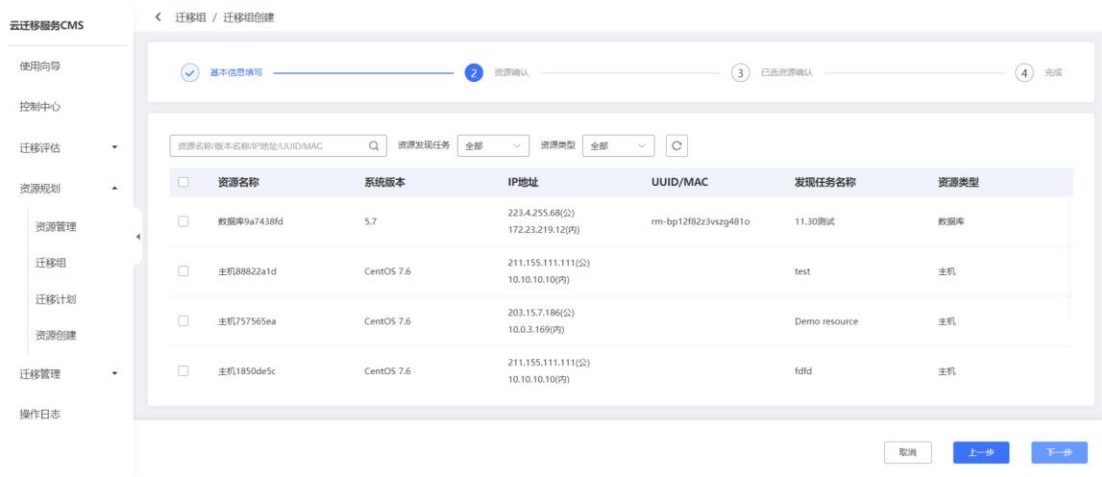 云迁移服务CMS
使用向导
控制中心
迁移评估
资源规划
资源管理
迁移组
迁移计划
资源创建
迁移管理
操作日志
迁移组 / 迁移组创建
基本信息填写
2 资源确认
3 已选资源确认
4 完成
资源名称/版本名称/IP地址/UUID/MAC 资源发现任务 全部 资源类型 全部
资源名称 系统版本 IP地址 UUID/MAC 发现任务名称 资源类型
数据库9a7438fd 5.7 223.4.255.68(公) rm-bp12f82z3vszg481o 11.30测试 数据库
172.23.219.12(内)
主机88822a1d CentOS 7.6 211.155.111.111(公) test 主机
10.10.10.10(内)
主机757565ea CentOS 7.6 203.15.7.186(公) Demo resource 主机
10.0.3.169(内)
主机1850de5c CentOS 7.6 211.155.111.111(公) fdfd 主机
10.10.10.10(内)
取消 上一步 下一步